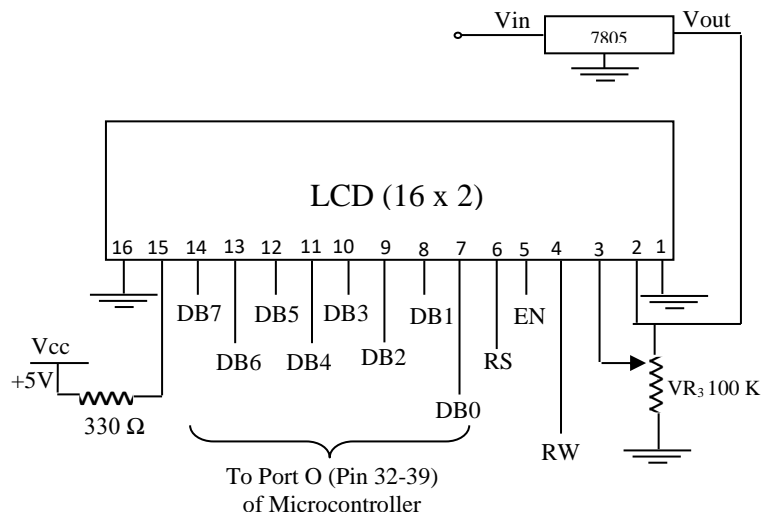 Vin
7805
Vout
LCD (16 x 2)
16 15 14 13 12 11 10 9 8 7 6 5 4 3 2 1
DB7
DB5
DB3
DB1
EN
DB6
DB4
DB2
RS
Vcc
+5V
VR₃ 100 K
DB0
330 Ω
RW
To Port O (Pin 32-39)
of Microcontroller